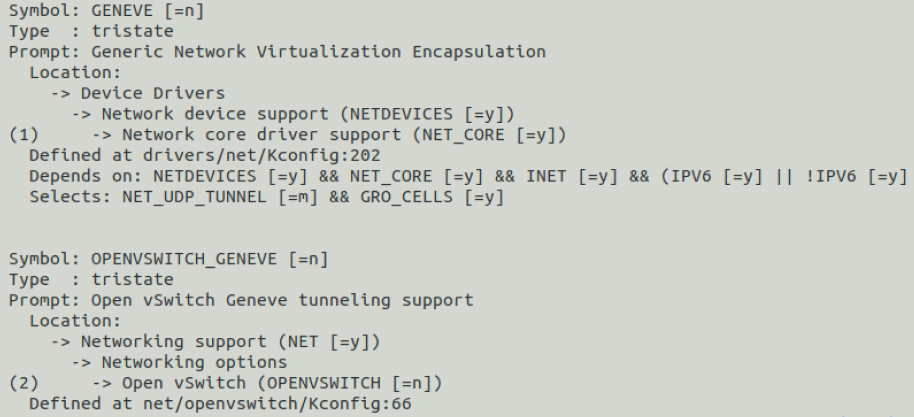 Symbol: GENEVE [=n]
Type  : tristate
Prompt: Generic Network Virtualization Encapsulation
  Location:
    -> Device Drivers
      -> Network device support (NETDEVICES [=y])
(1)     -> Network core driver support (NET_CORE [=y])
  Defined at drivers/net/Kconfig:202
  Depends on: NETDEVICES [=y] && NET_CORE [=y] && INET [=y] && (IPV6 [=y] || !IPV6 [=y]
  Selects: NET_UDP_TUNNEL [=m] && GRO_CELLS [=y]
Symbol: OPENVSWITCH_GENEVE [=n]
Type  : tristate
Prompt: Open vSwitch Geneve tunneling support
  Location:
    -> Networking support (NET [=y])
      -> Networking options
(2)     -> Open vSwitch (OPENVSWITCH [=n])
  Defined at net/openvswitch/Kconfig:66